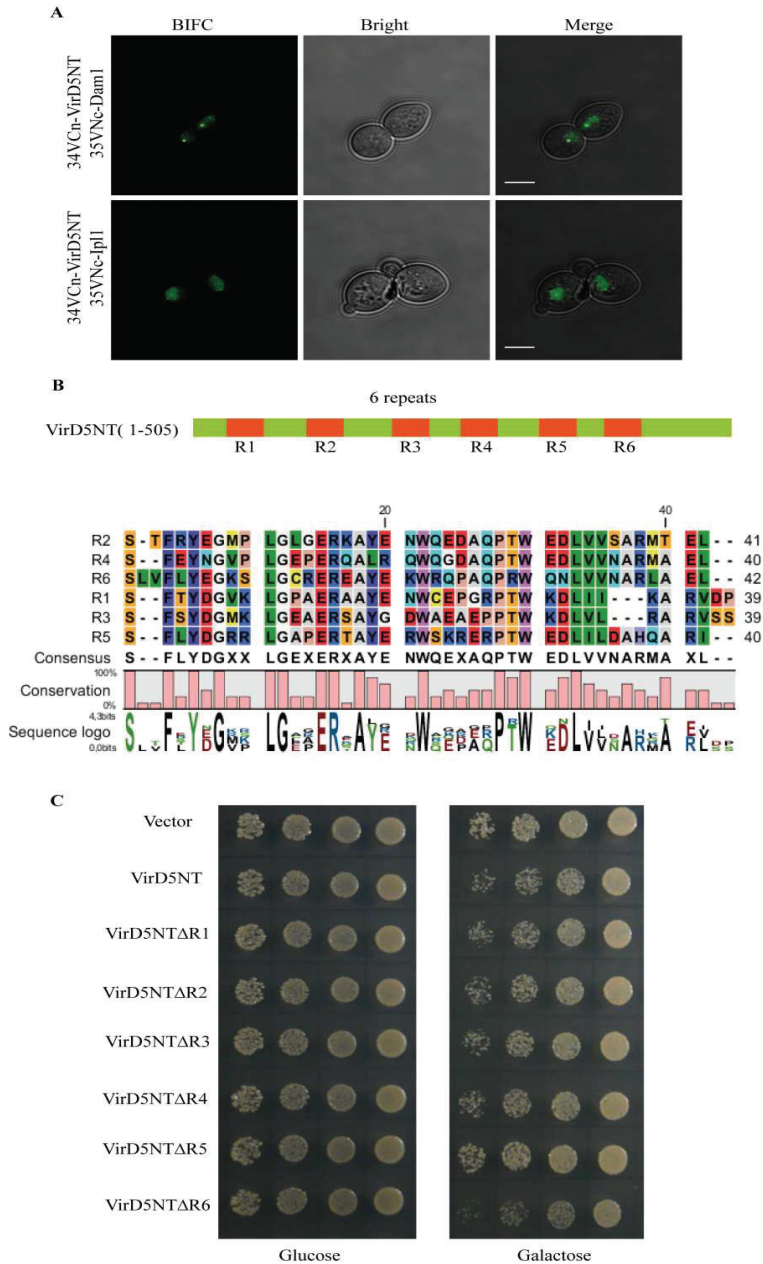 A
BIFC Bright Merge
34VCn-VirD5NT
35VNc-Dam1
34VCn-VirD5NT
35VNc-Ipl1
B
6 repeats
VirD5NT( 1-505)
R1 R2 R3 R4 R5 R6
20 40
R2 S-TFRYEGMP LGLGERKAYE NWQEDAQPTW EDLVVSARMT EL-- 41
R4 S--FEYNGVP LGEPERQALR QWQGDAQPTW EDLVVNARMA EL-- 40
R6 SLVFLYEGKS LGCREREAYE KWRQPAQPRW QNLVVNARLA EL-- 42
R1 S--FTYDGVK LGPAERAAYE NWCEPGRPTW KDLII---KA RVDP 39
R3 S--FSYDGMK LGEAERSAYG DWAEAEPPTW KDLVL---RA RVSS 39
R5 S--FLYDGRR LGAPERTAYE RWSKRERPTW EDLILDAHQA RI-- 40
Consensus S--FLYDGXX LGEXERXAYE NWQEXAQPTW EDLVVNARMA XL--
100%
Conservation
0%
4,3bits
Sequence logo
0,0bits
C
Vector
VirD5NT
VirD5NTΔR1
VirD5NTΔR2
VirD5NTΔR3
VirD5NTΔR4
VirD5NTΔR5
VirD5NTΔR6
Glucose Galactose